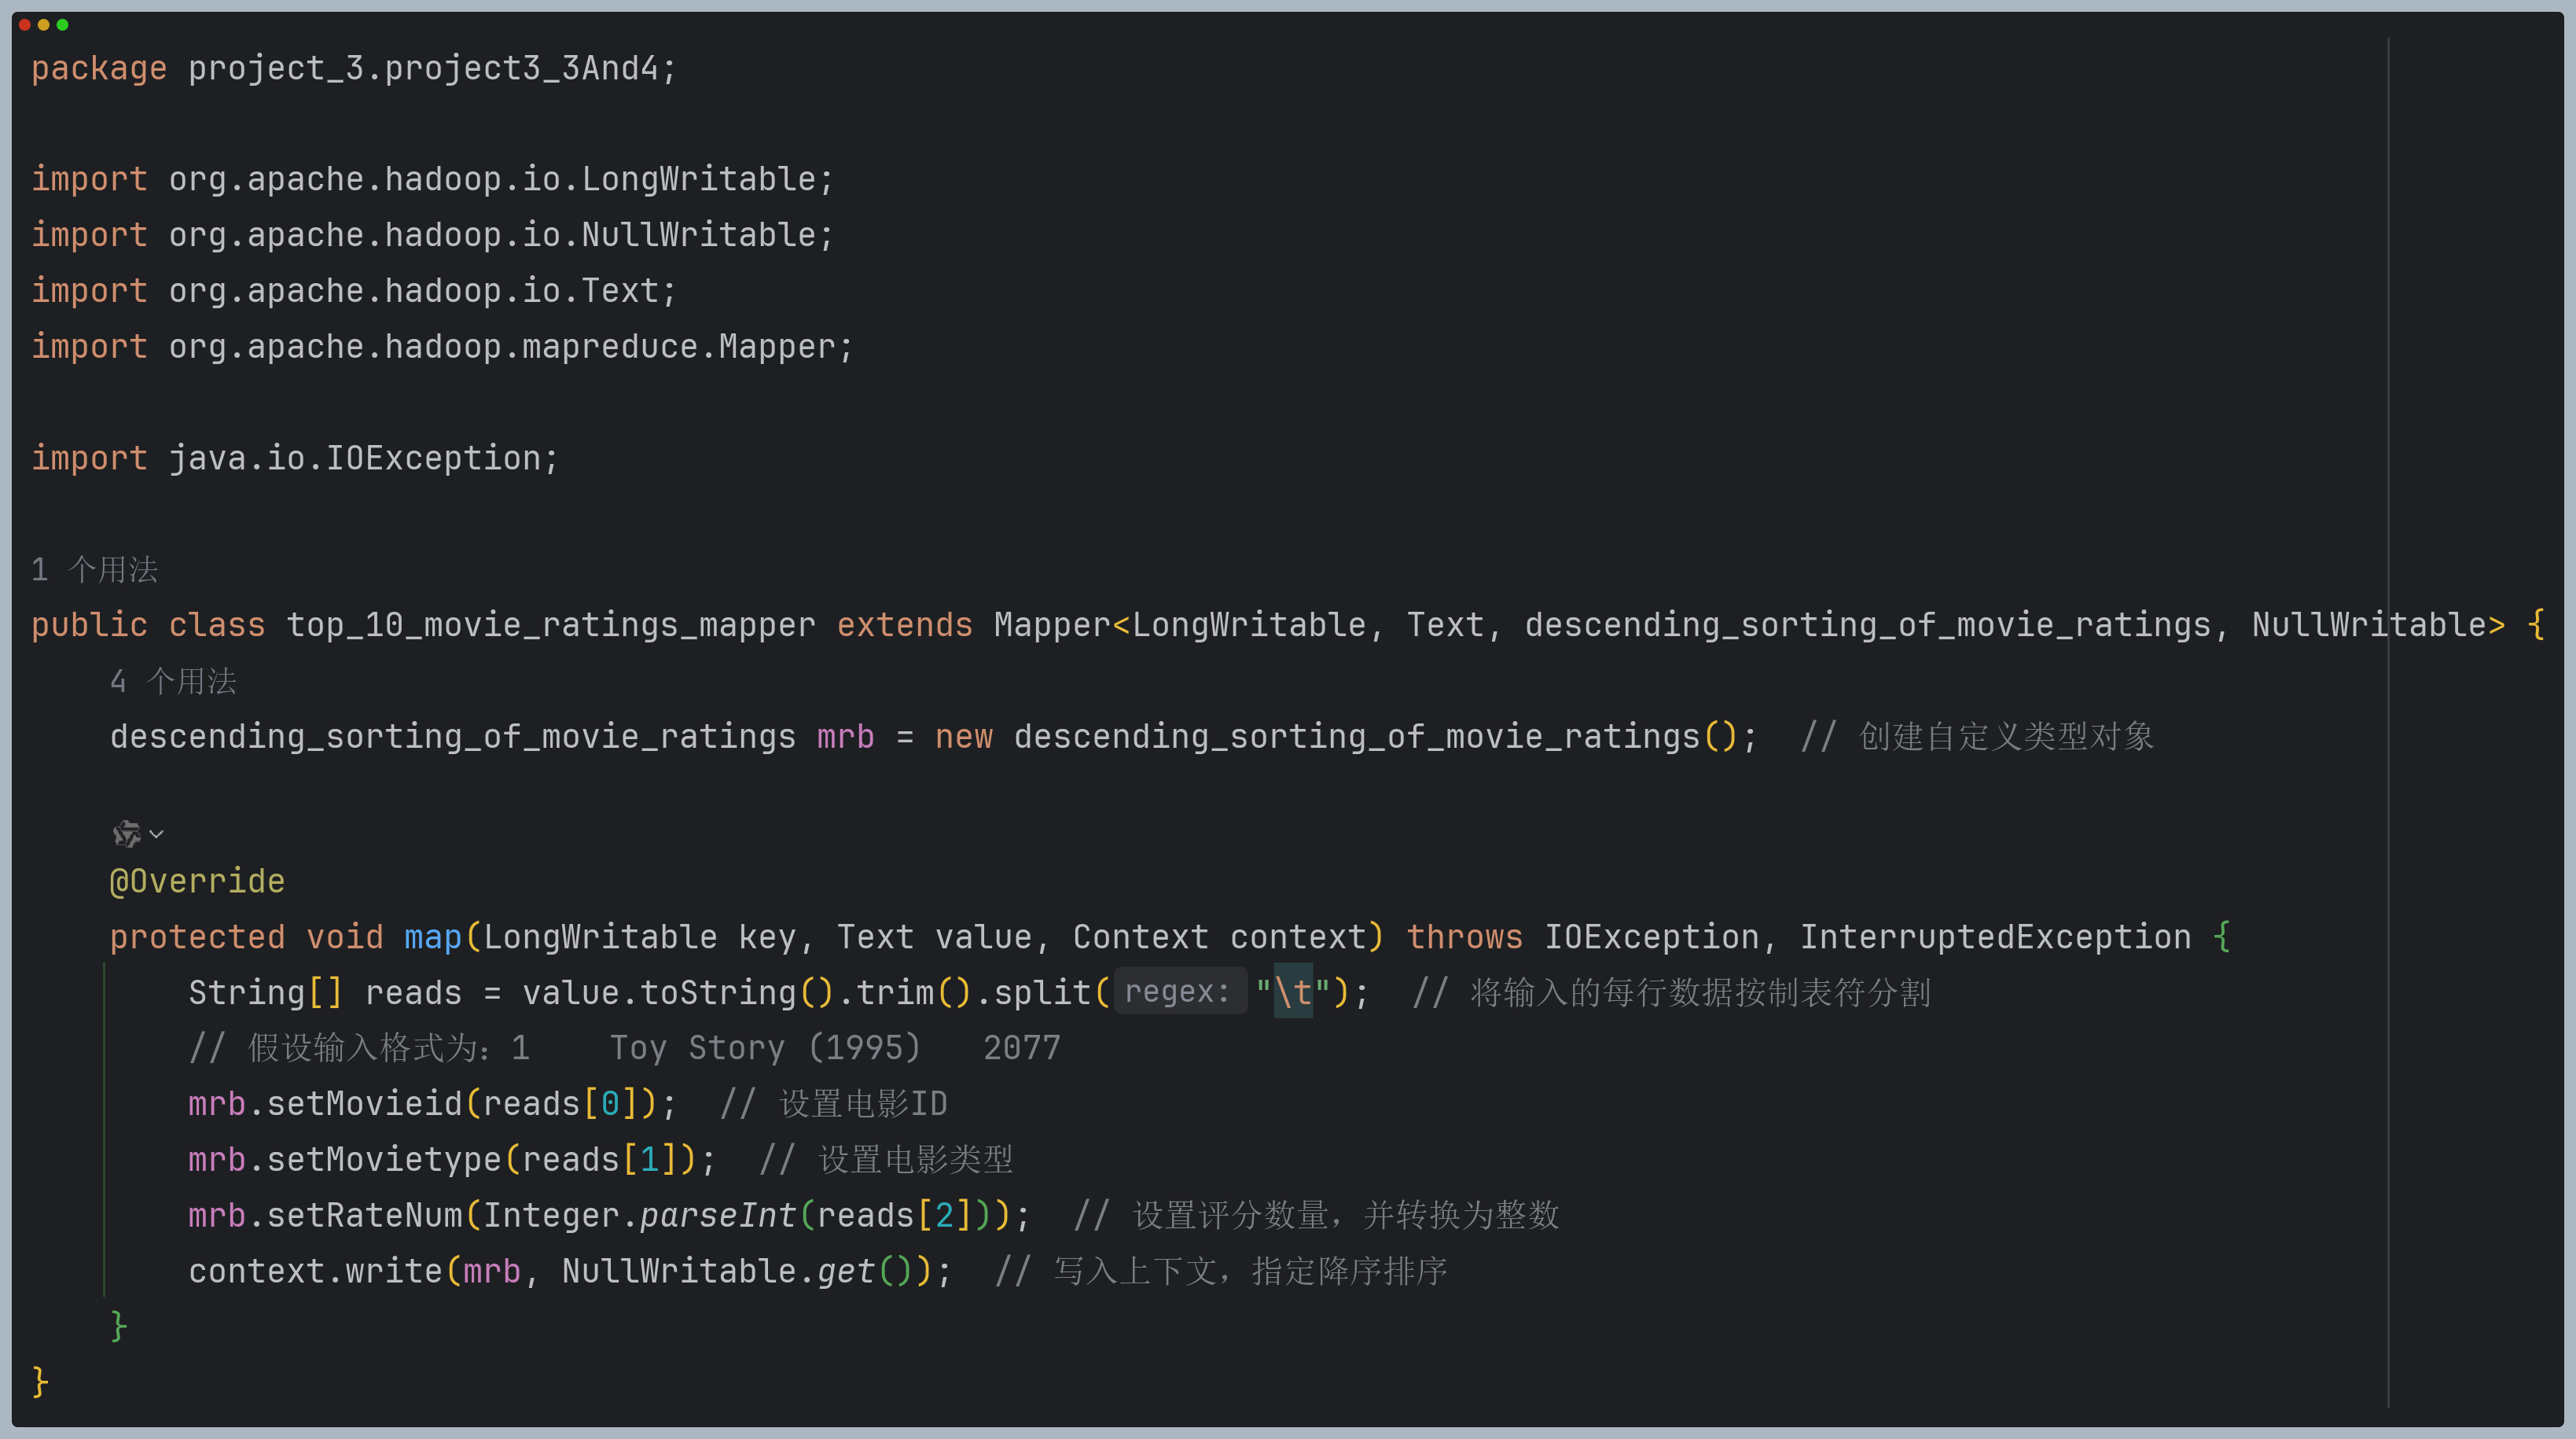 package project_3.project3_3And4;
import org.apache.hadoop.io.LongWritable;
import org.apache.hadoop.io.NullWritable;
import org.apache.hadoop.io.Text;
import org.apache.hadoop.mapreduce.Mapper;
import java.io.IOException;
1 个用法
public class top_10_movie_ratings_mapper extends Mapper<LongWritable, Text, descending_sorting_of_movie_ratings, NullWritable> {
4 个用法
descending_sorting_of_movie_ratings mrb = new descending_sorting_of_movie_ratings();  // 创建自定义类型对象
@Override
protected void map(LongWritable key, Text value, Context context) throws IOException, InterruptedException {
String[] reads = value.toString().trim().split( regex: "\t");  // 将输入的每行数据按制表符分割
// 假设输入格式为：1    Toy Story (1995)   2077
mrb.setMovieid(reads[0]);  // 设置电影ID
mrb.setMovietype(reads[1]);  // 设置电影类型
mrb.setRateNum(Integer.parseInt(reads[2]));  // 设置评分数量，并转换为整数
context.write(mrb, NullWritable.get());  // 写入上下文，指定降序排序
}
}